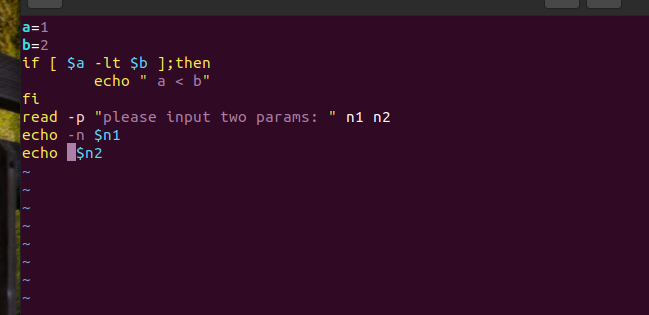 a=1
b=2
if [ $a -lt $b ];then
        echo " a < b"
fi
read -p "please input two params: " n1 n2
echo -n $n1
echo $n2
~
~
~
~
~
~
~
~